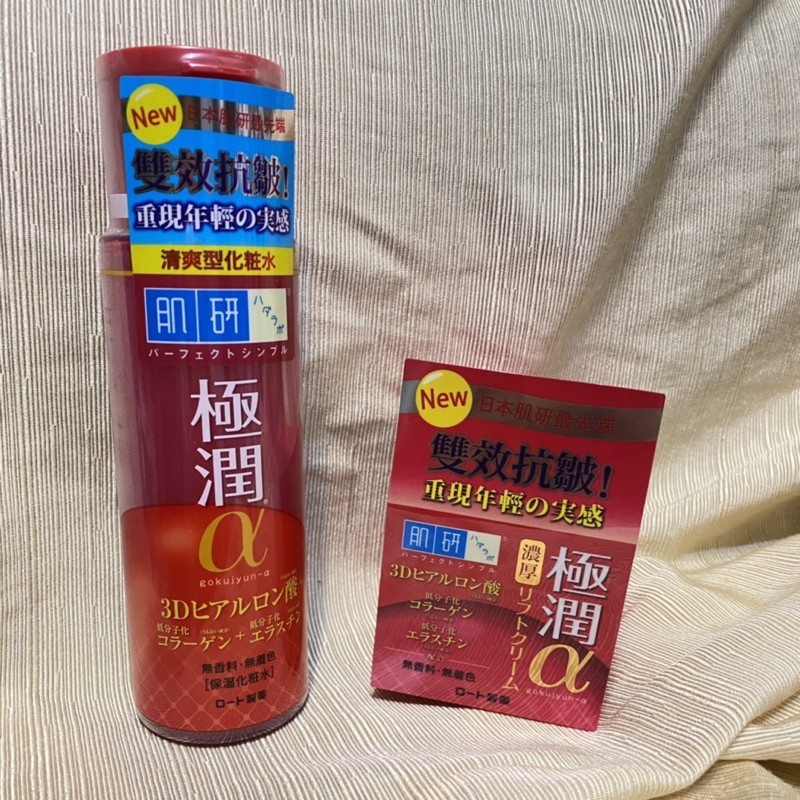 New
日本肌研最先端
雙效抗皺!
重現年輕の実感
清爽型化粧水
肌研
ハダラボ
パーフェクトシンプル
極潤
α
gokujyun-α
3Dヒアルロン酸
低分子化 低分子化
コラーゲン+エラスチン
無香料・無着色
[保湿化粧水]
ロート製薬
New
日本肌研最先端
雙效抗皺!
重現年輕の実感
肌研
ハダラボ
パーフェクトシンプル
3Dヒアルロン酸
低分子化
コラーゲン
低分子化
エラスチン
配合
無香料・無着色
ロート製薬
濃厚
リフトクリーム
極潤
α
gokujyun-α